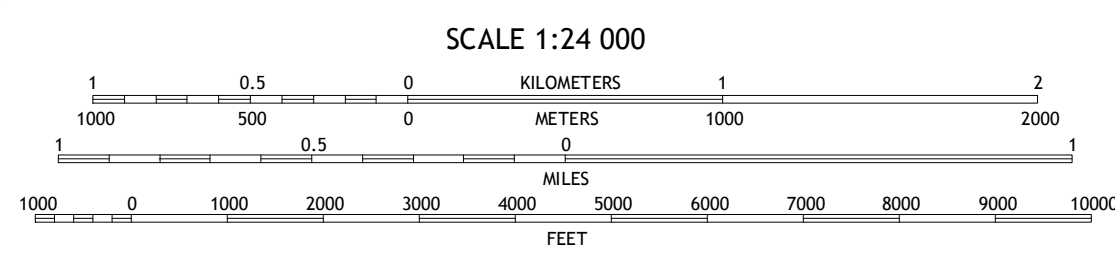 SCALE 1:24 000
1 0.5 0 KILOMETERS 1 2
1000 500 0 METERS 1000 2000
1 0.5 0 1
MILES
1000 0 1000 2000 3000 4000 5000 6000 7000 8000 9000 10000
FEET